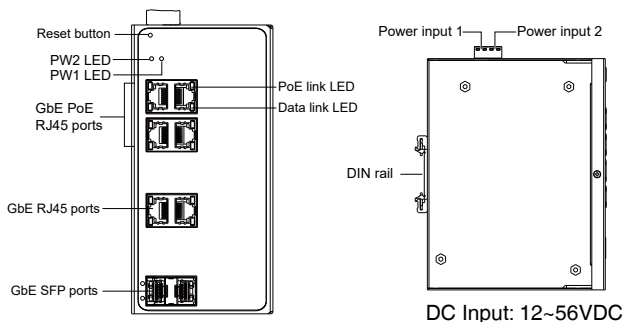 Reset button
PW2 LED
PW1 LED
PoE link LED
Data link LED
GbE PoE
RJ45 ports
GbE RJ45 ports
GbE SFP ports
Power input 1
Power input 2
DIN rail
DC Input: 12~56VDC